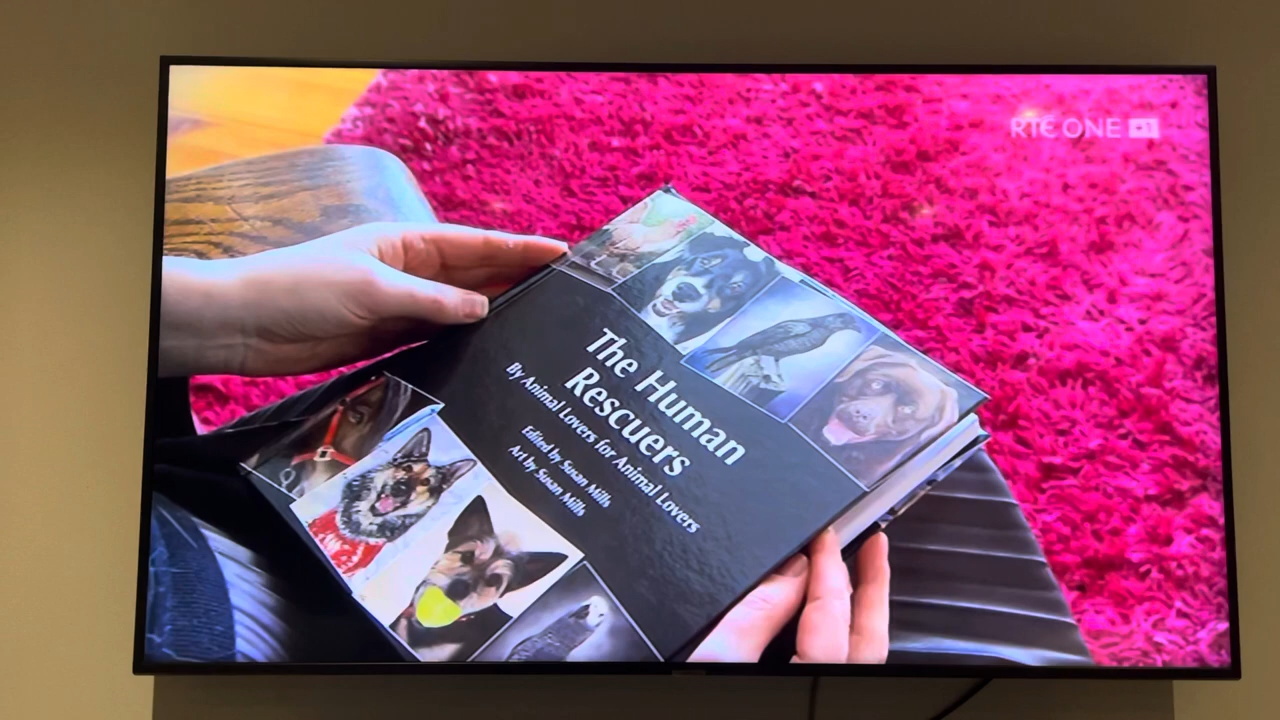 RTÉ ONE +1
The Human
Rescuers
By Animal Lovers for Animal Lovers
Edited by Susan Mills
Art by Susan Mills